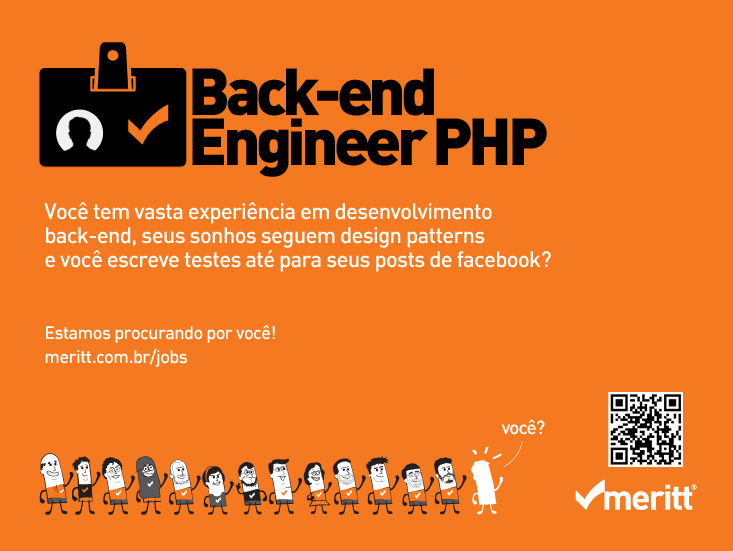 Back-end
Engineer PHP
Você tem vasta experiência em desenvolvimento
back-end, seus sonhos seguem design patterns
e você escreve testes até para seus posts de facebook?
Estamos procurando por você!
meritt.com.br/jobs
você?
meritt®